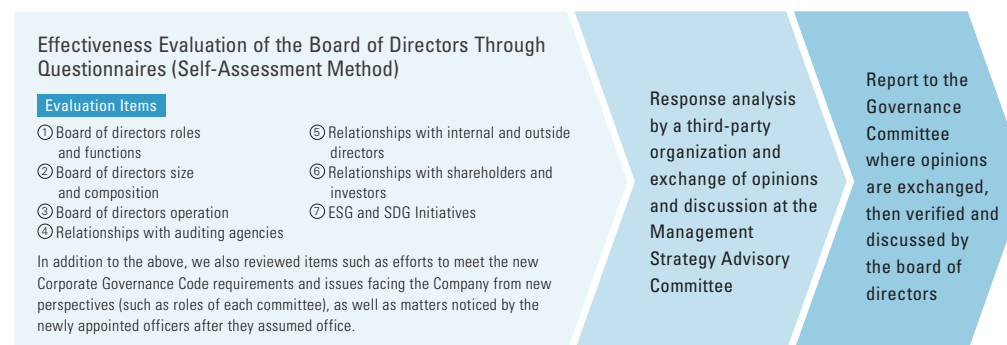 Effectiveness Evaluation of the Board of Directors Through
Questionnaires (Self-Assessment Method)
Evaluation Items
① Board of directors roles
and functions
② Board of directors size
and composition
③ Board of directors operation
④ Relationships with auditing agencies
⑤ Relationships with internal and outside
directors
⑥ Relationships with shareholders and
investors
⑦ ESG and SDG Initiatives
In addition to the above, we also reviewed items such as efforts to meet the new
Corporate Governance Code requirements and issues facing the Company from new
perspectives (such as roles of each committee), as well as matters noticed by the
newly appointed officers after they assumed office.
Response analysis
by a third-party
organization and
exchange of opinions
and discussion at the
Management
Strategy Advisory
Committee
Report to the
Governance
Committee
where opinions
are exchanged,
then verified and
discussed by
the board of
directors